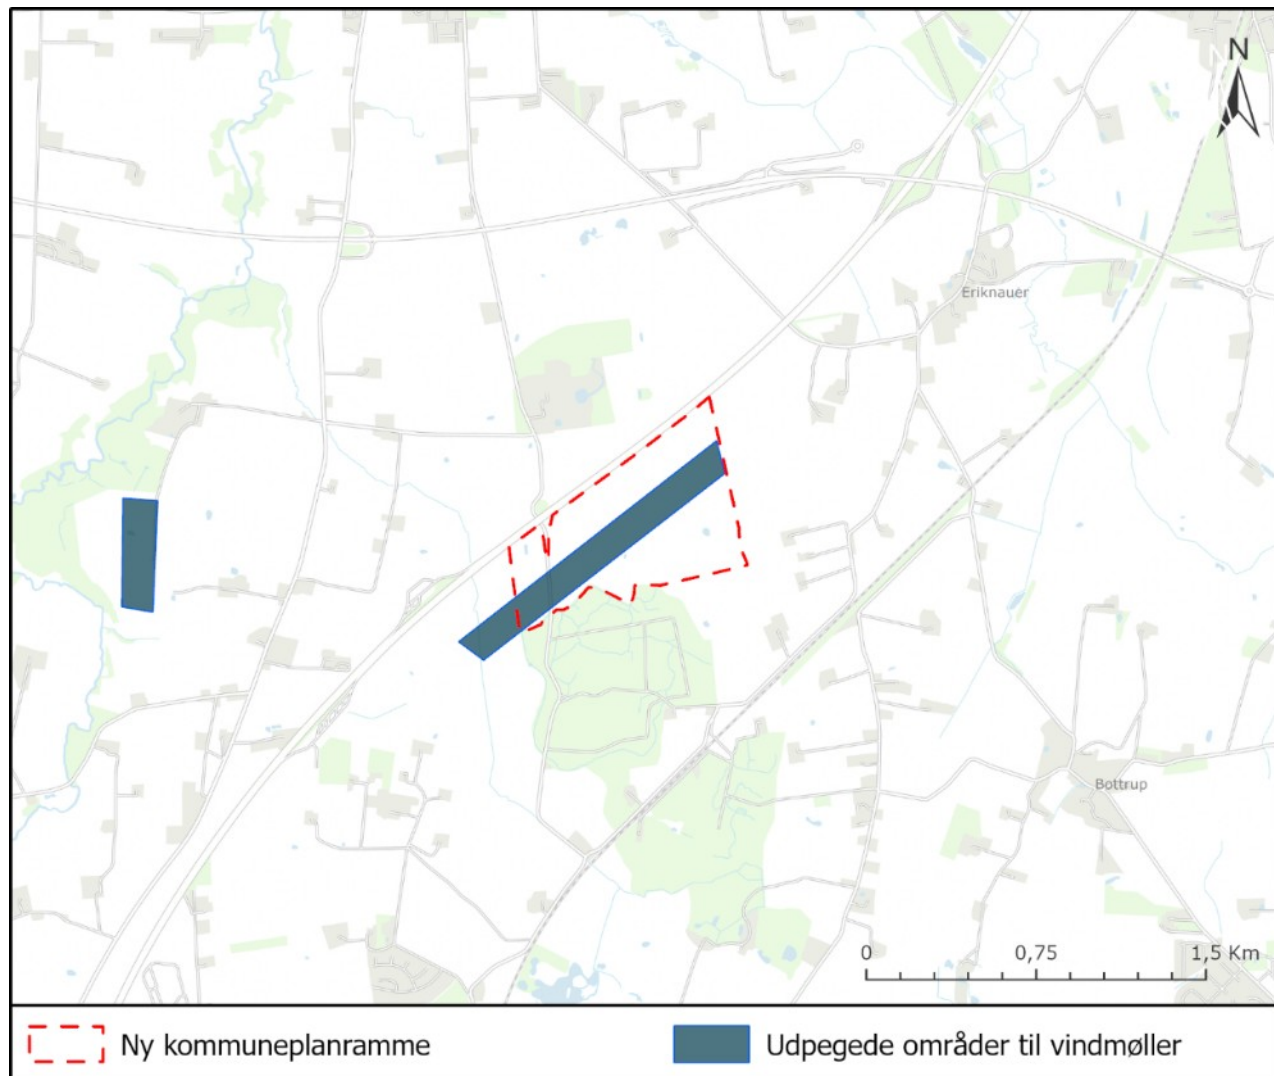 N
Eriknauer
Bottrup
0 0,75 1,5 Km
Ny kommuneplanramme
Udpegede områder til vindmøller